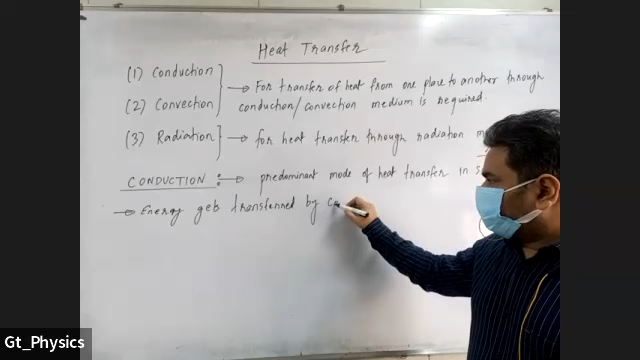 Heat Transfer
(1) Conduction
(2) Convection
→ For transfer of heat from one place to another through
conduction/convection medium is required.
(3) Radiation → for heat transfer through radiation
CONDUCTION :→ predominant mode of heat transfer in
→ Energy gets transferred by
Gt_Physics